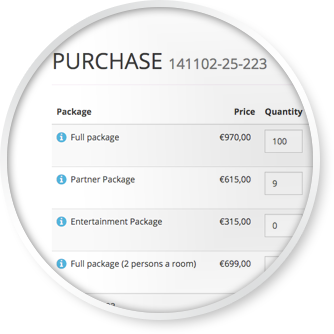 PURCHASE 141102-25-223
Package Price Quantity
Full package €970,00 100
Partner Package €615,00 9
Entertainment Package €315,00 0
Full package (2 persons a room) €699,00